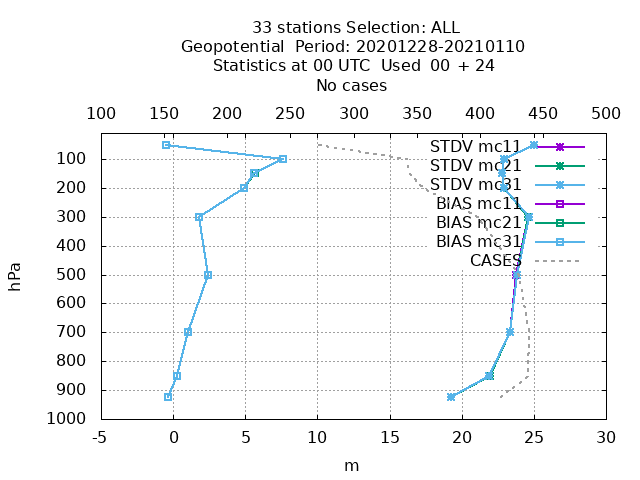 33 stations Selection: ALL
Geopotential  Period: 20201228-20210110
Statistics at 00 UTC  Used  00 + 24
No cases
100 150 200 250 300 350 400 450 500
STDV mc11
STDV mc21
STDV mc31
BIAS mc11
BIAS mc21
BIAS mc31
CASES
100
200
300
400
500
600
700
800
900
1000
hPa
-5 0 5 10 15 20 25 30
m